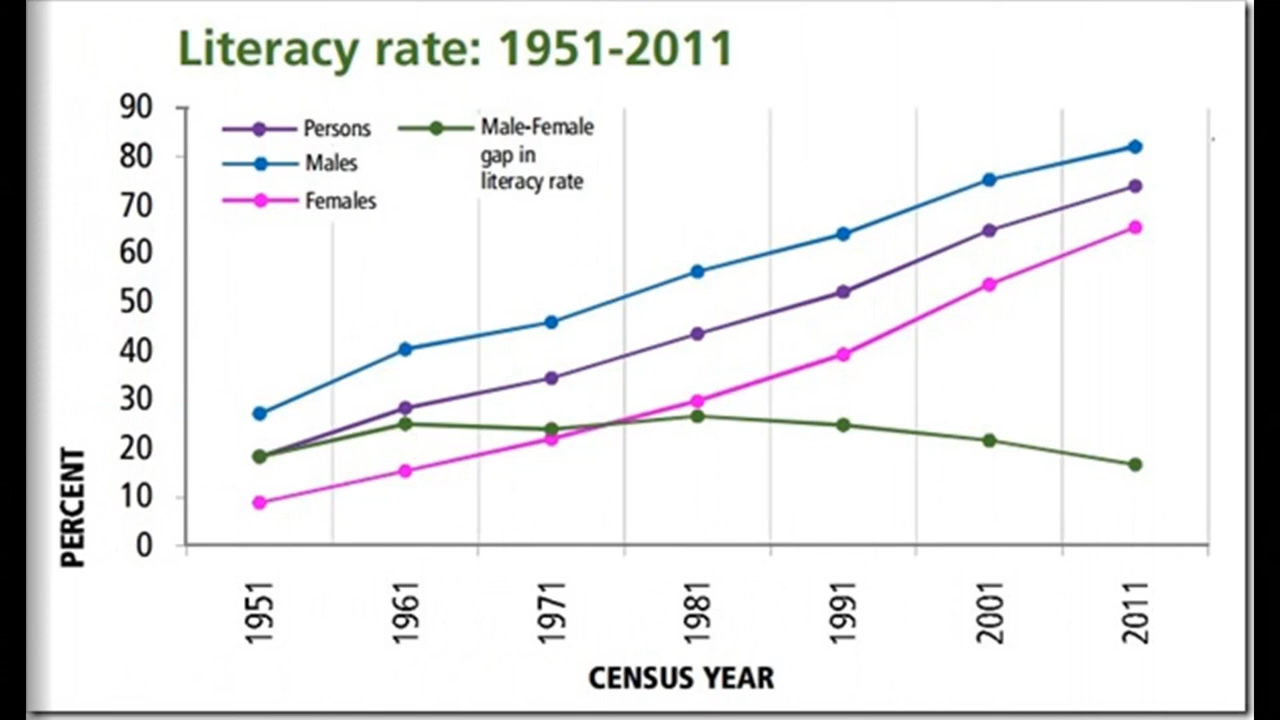 Literacy rate: 1951-2011
90
80
70
60
50
40
30
20
10
0
PERCENT
Persons
Males
Females
Male-Female
gap in
literacy rate
1951
1961
1971
1981
1991
2001
2011
CENSUS YEAR